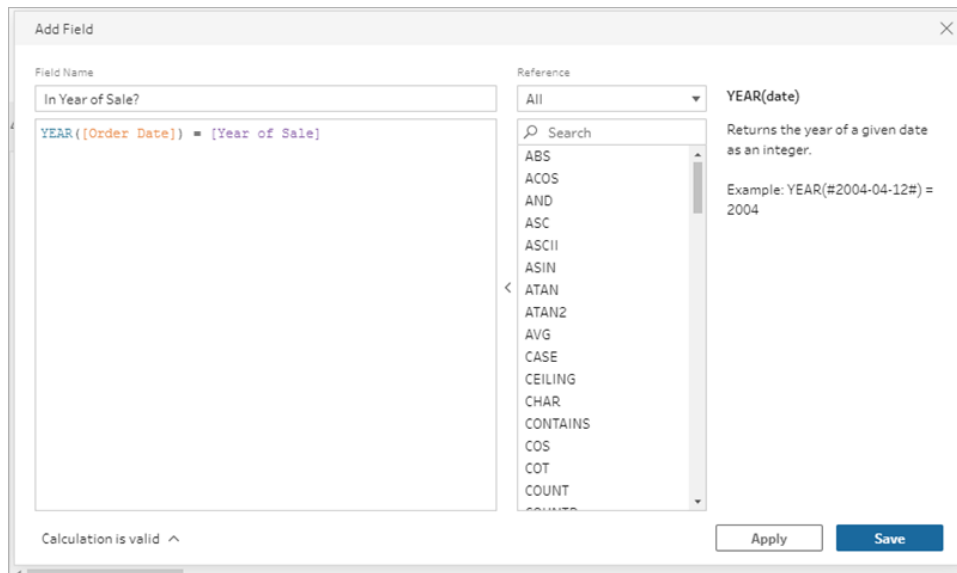 Add Field
Field Name
In Year of Sale?
YEAR([Order Date]) = [Year of Sale]
Reference
All
Search
ABS
ACOS
AND
ASC
ASCII
ASIN
ATAN
ATAN2
AVG
CASE
CEILING
CHAR
CONTAINS
COS
COT
COUNT
YEAR(date)
Returns the year of a given date
as an integer.
Example: YEAR(#2004-04-12#) =
2004
Calculation is valid
Apply
Save